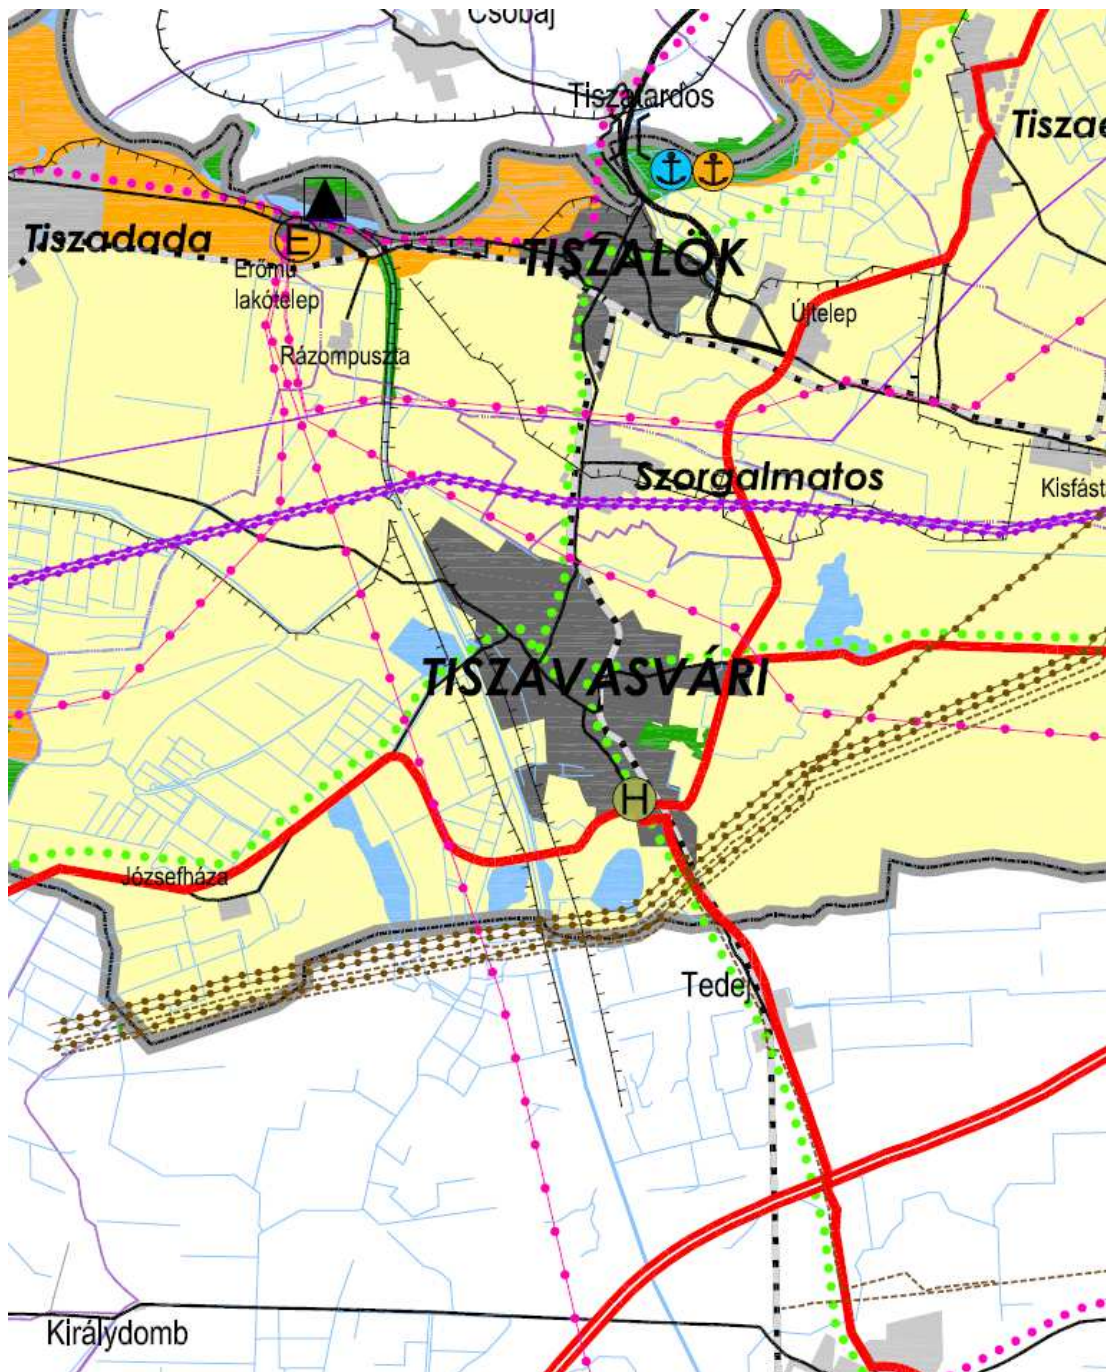 Csobaj
Tiszatardos
Tiszae
Tiszadada
E
TISZALÖK
Erőmű
lakótelep
Újtelep
Rázompuszta
Szorgalmatos
Kisfást
TISZAVASVÁRI
H
Józsefháza
Tedej
Királydomb